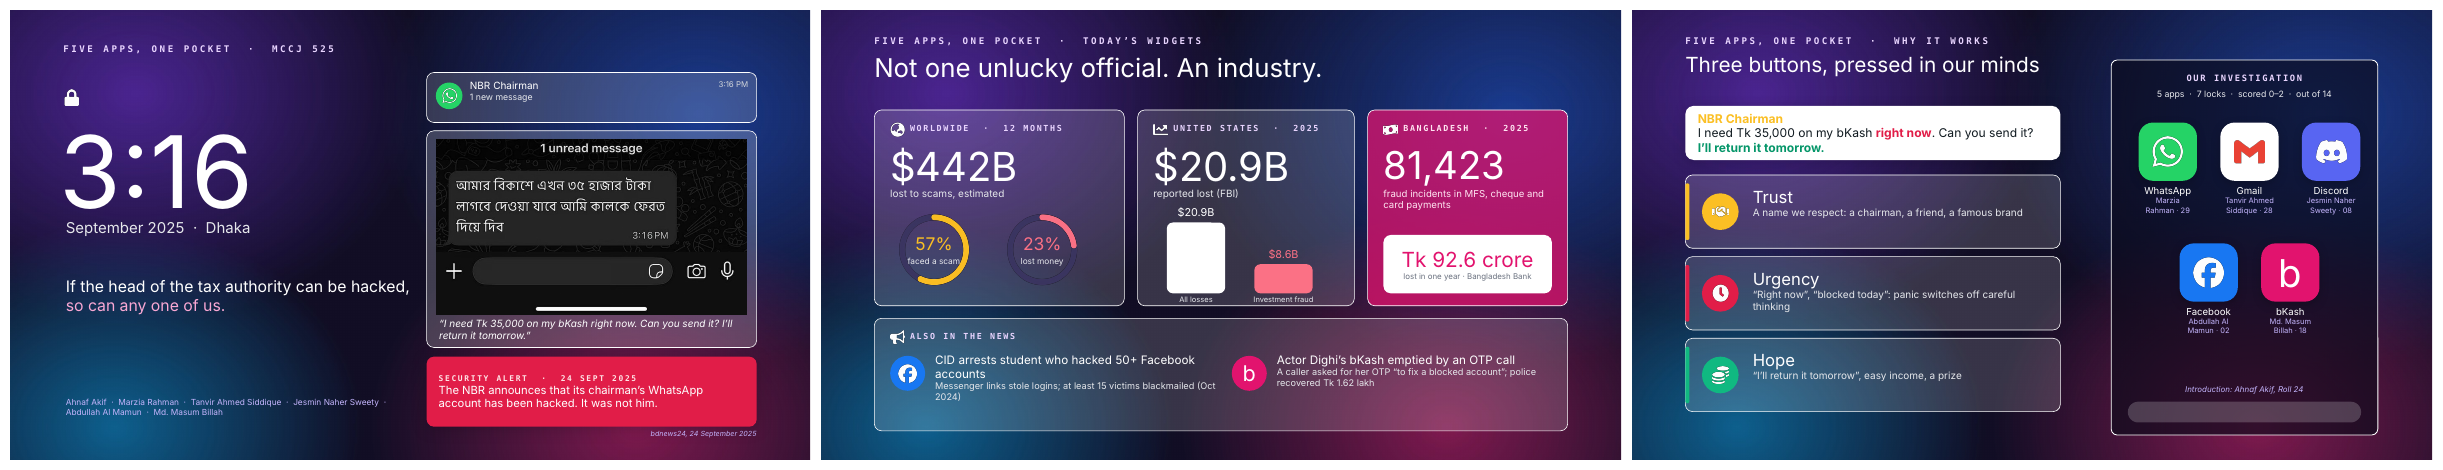 FIVE APPS, ONE POCKET · MCCJ 525
3:16
September 2025 · Dhaka
If the head of the tax authority can be hacked,
so can any one of us.
Ahnaf Akif · Marzia Rahman · Tanvir Ahmed Siddique · Jesmin Naher Sweety ·
Abdullah Al Mamun · Md. Masum Billah
NBR Chairman
3:16 PM
1 new message
1 unread message
আমার বিকাশে এখন ৩৫ হাজার টাকা
লাগবে দেওয়া যাবে আমি কালকে ফেরত
দিয়ে দিব
3:16 PM
“I need Tk 35,000 on my bKash right now. Can you send it? I’ll
return it tomorrow.”
SECURITY ALERT · 24 SEPT 2025
The NBR announces that its chairman’s WhatsApp
account has been hacked. It was not him.
bdnews24, 24 September 2025
FIVE APPS, ONE POCKET · TODAY’S WIDGETS
Not one unlucky official. An industry.
WORLDWIDE · 12 MONTHS
$442B
lost to scams, estimated
57%
faced a scam
23%
lost money
UNITED STATES · 2025
$20.9B
reported lost (FBI)
$20.9B
$8.6B
All losses
Investment fraud
BANGLADESH · 2025
81,423
fraud incidents in MFS, cheque and
card payments
Tk 92.6 crore
lost in one year · Bangladesh Bank
ALSO IN THE NEWS
CID arrests student who hacked 50+ Facebook
accounts
Messenger links stole logins; at least 15 victims blackmailed (Oct
2024)
b
Actor Dighi’s bKash emptied by an OTP call
A caller asked for her OTP “to fix a blocked account”; police
recovered Tk 1.62 lakh
FIVE APPS, ONE POCKET · WHY IT WORKS
Three buttons, pressed in our minds
NBR Chairman
I need Tk 35,000 on my bKash right now. Can you send it?
I’ll return it tomorrow.
Trust
A name we respect: a chairman, a friend, a famous brand
Urgency
“Right now”, “blocked today”: panic switches off careful
thinking
Hope
“I’ll return it tomorrow”, easy income, a prize
OUR INVESTIGATION
5 apps · 7 locks · scored 0–2 · out of 14
WhatsApp
Marzia
Rahman · 29
Gmail
Tanvir Ahmed
Siddique · 28
Discord
Jesmin Naher
Sweety · 08
Facebook
Abdullah Al
Mamun · 02
b
bKash
Md. Masum
Billah · 18
Introduction: Ahnaf Akif, Roll 24